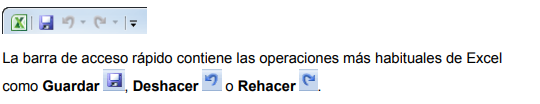 La barra de acceso rápido contiene las operaciones más habituales de Excel
como Guardar , Deshacer o Rehacer .